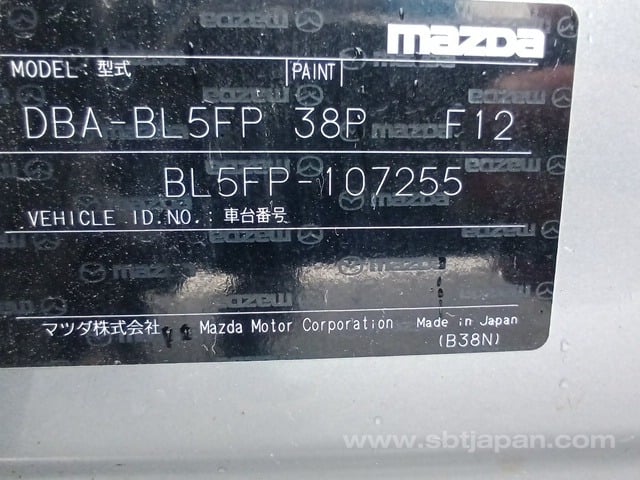 mazda
MODEL: 型式 PAINT
DBA-BL5FP 38P F12
BL5FP-107255
VEHICLE ID.NO.: 車台番号
マツダ株式会社 Mazda Motor Corporation Made in Japan
(B38N)
www.sbtjapan.com